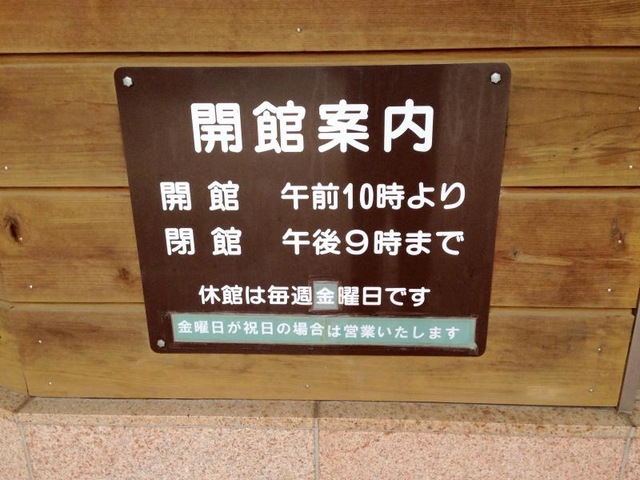 開館案内
開館 午前10時より
閉館 午後9時まで
休館は毎週金曜日です
金曜日が祝日の場合は営業いたします